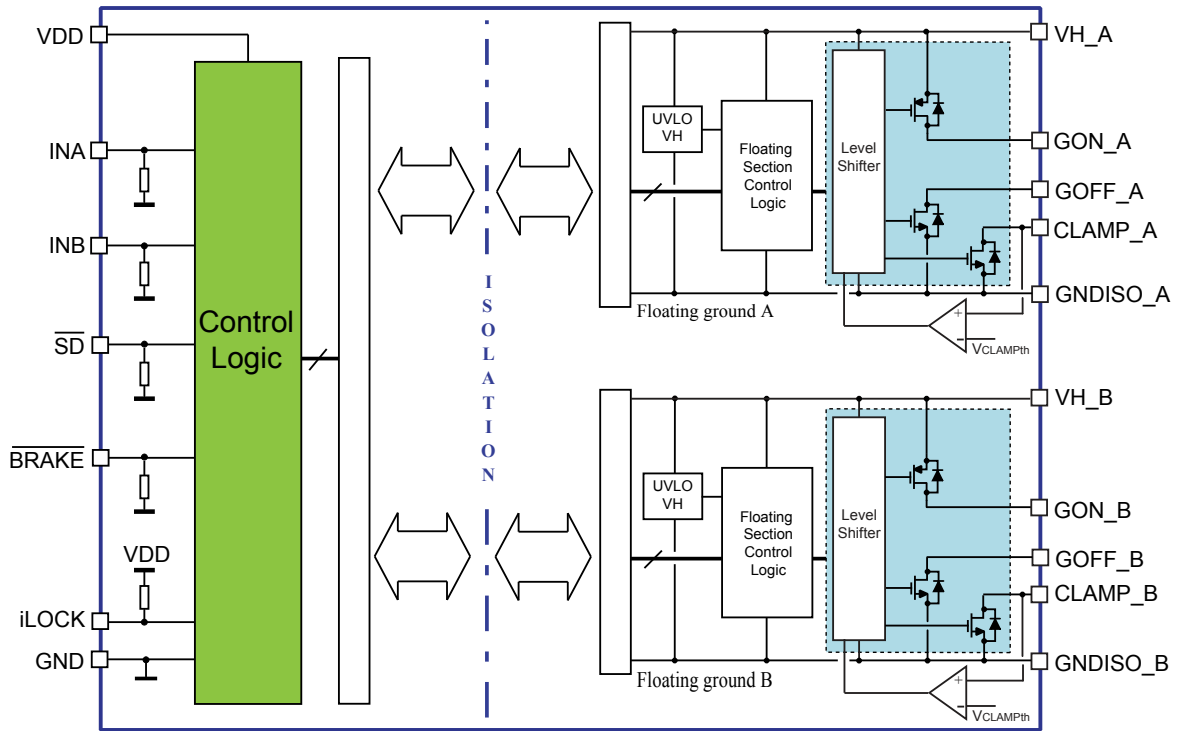 VDD
INA
INB
SD
BRAKE
VDD
iLOCK
GND
Control
Logic
ISOLATION
UVLO
VH
Floating
Section
Control
Logic
Level
Shifter
Floating ground A
+
-
VCLAMPth
VH_A
GON_A
GOFF_A
CLAMP_A
GNDISO_A
UVLO
VH
Floating
Section
Control
Logic
Level
Shifter
Floating ground B
+
-
VCLAMPth
VH_B
GON_B
GOFF_B
CLAMP_B
GNDISO_B